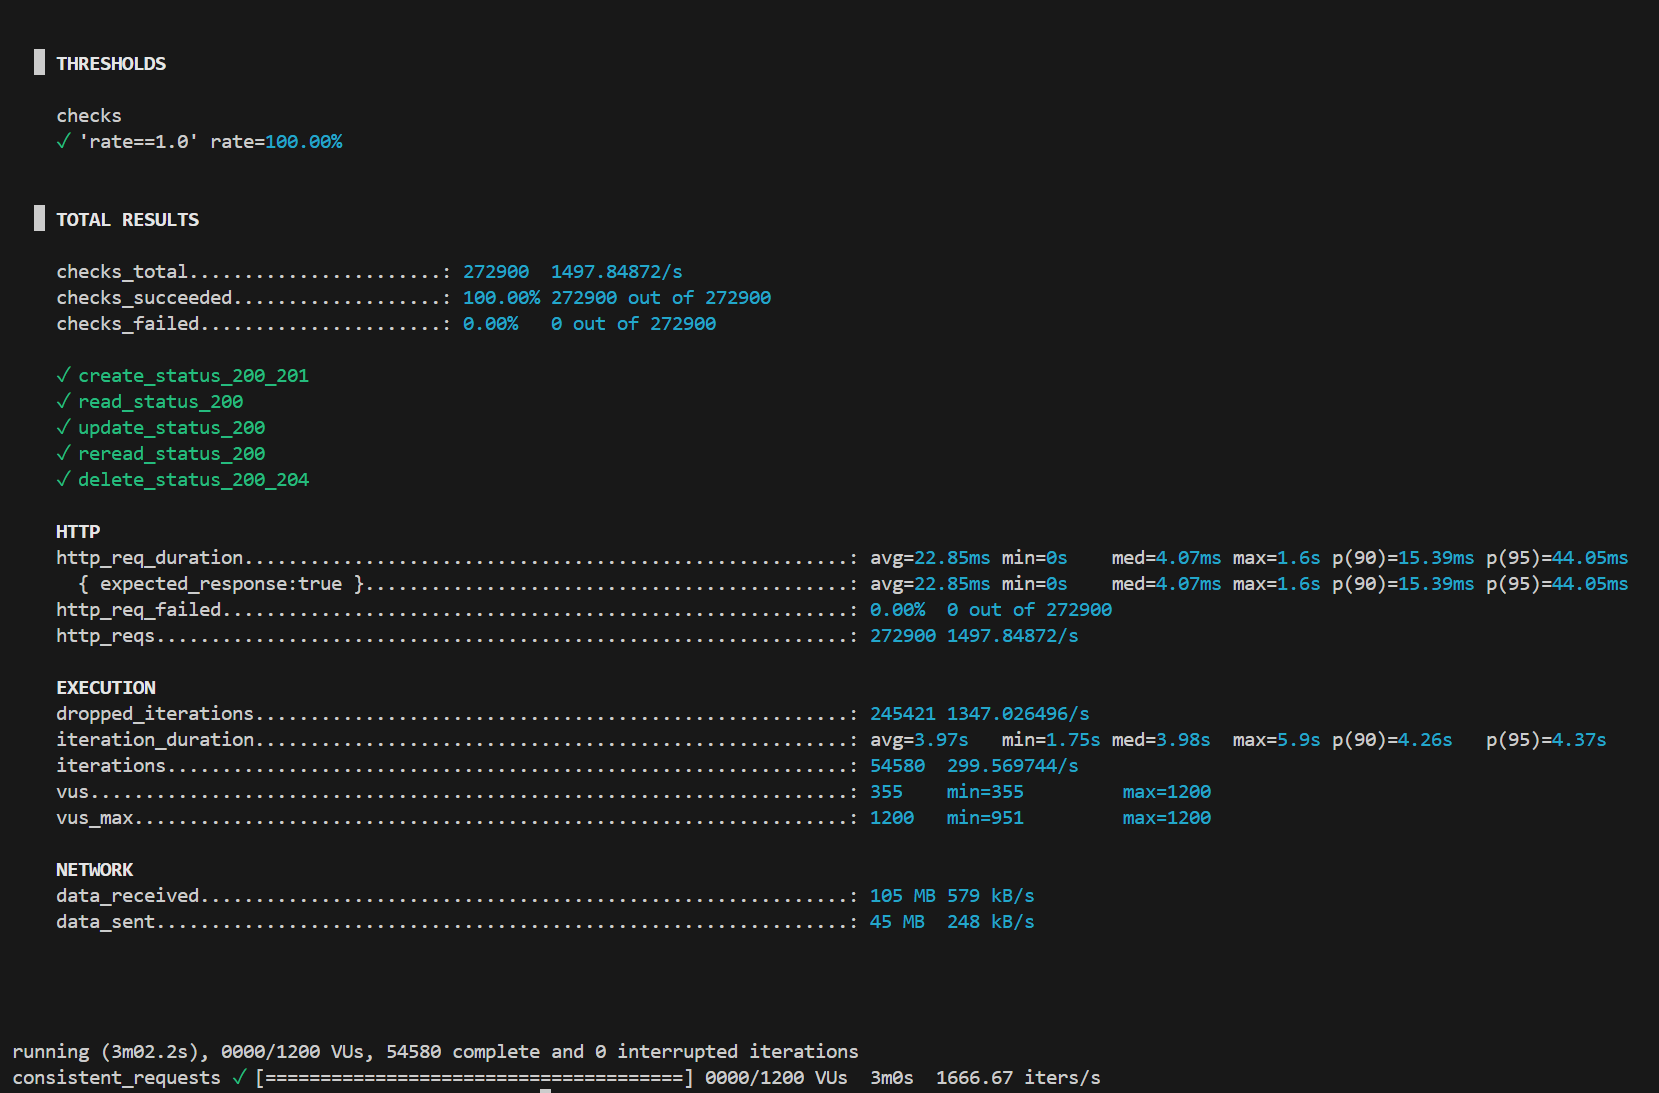 THRESHOLDS
checks
✓ 'rate==1.0' rate=100.00%
TOTAL RESULTS
checks_total.......................: 272900  1497.84872/s
checks_succeeded...................: 100.00% 272900 out of 272900
checks_failed......................: 0.00%   0 out of 272900
✓ create_status_200_201
✓ read_status_200
✓ update_status_200
✓ reread_status_200
✓ delete_status_200_204
HTTP
http_req_duration.......................................................: avg=22.85ms min=0s    med=4.07ms max=1.6s p(90)=15.39ms p(95)=44.05ms
{ expected_response:true }............................................: avg=22.85ms min=0s    med=4.07ms max=1.6s p(90)=15.39ms p(95)=44.05ms
http_req_failed.........................................................: 0.00%  0 out of 272900
http_reqs...............................................................: 272900 1497.84872/s
EXECUTION
dropped_iterations......................................................: 245421 1347.026496/s
iteration_duration......................................................: avg=3.97s   min=1.75s med=3.98s  max=5.9s p(90)=4.26s   p(95)=4.37s
iterations..............................................................: 54580  299.569744/s
vus.....................................................................: 355    min=355         max=1200
vus_max.................................................................: 1200   min=951         max=1200
NETWORK
data_received...........................................................: 105 MB 579 kB/s
data_sent...............................................................: 45 MB  248 kB/s
running (3m02.2s), 0000/1200 VUs, 54580 complete and 0 interrupted iterations
consistent_requests ✓ [======================================] 0000/1200 VUs  3m0s  1666.67 iters/s